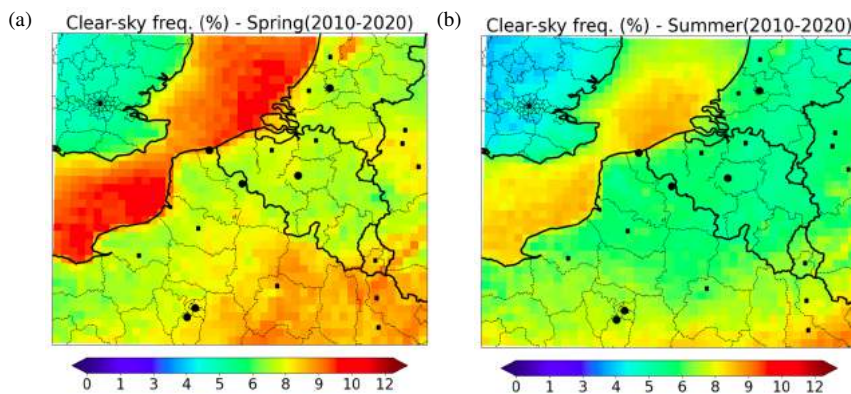 (a) Clear-sky freq. (%) - Spring(2010-2020)
(b) Clear-sky freq. (%) - Summer(2010-2020)
0 1 3 4 5 6 8 9 10 12
0 1 3 4 5 6 8 9 10 12